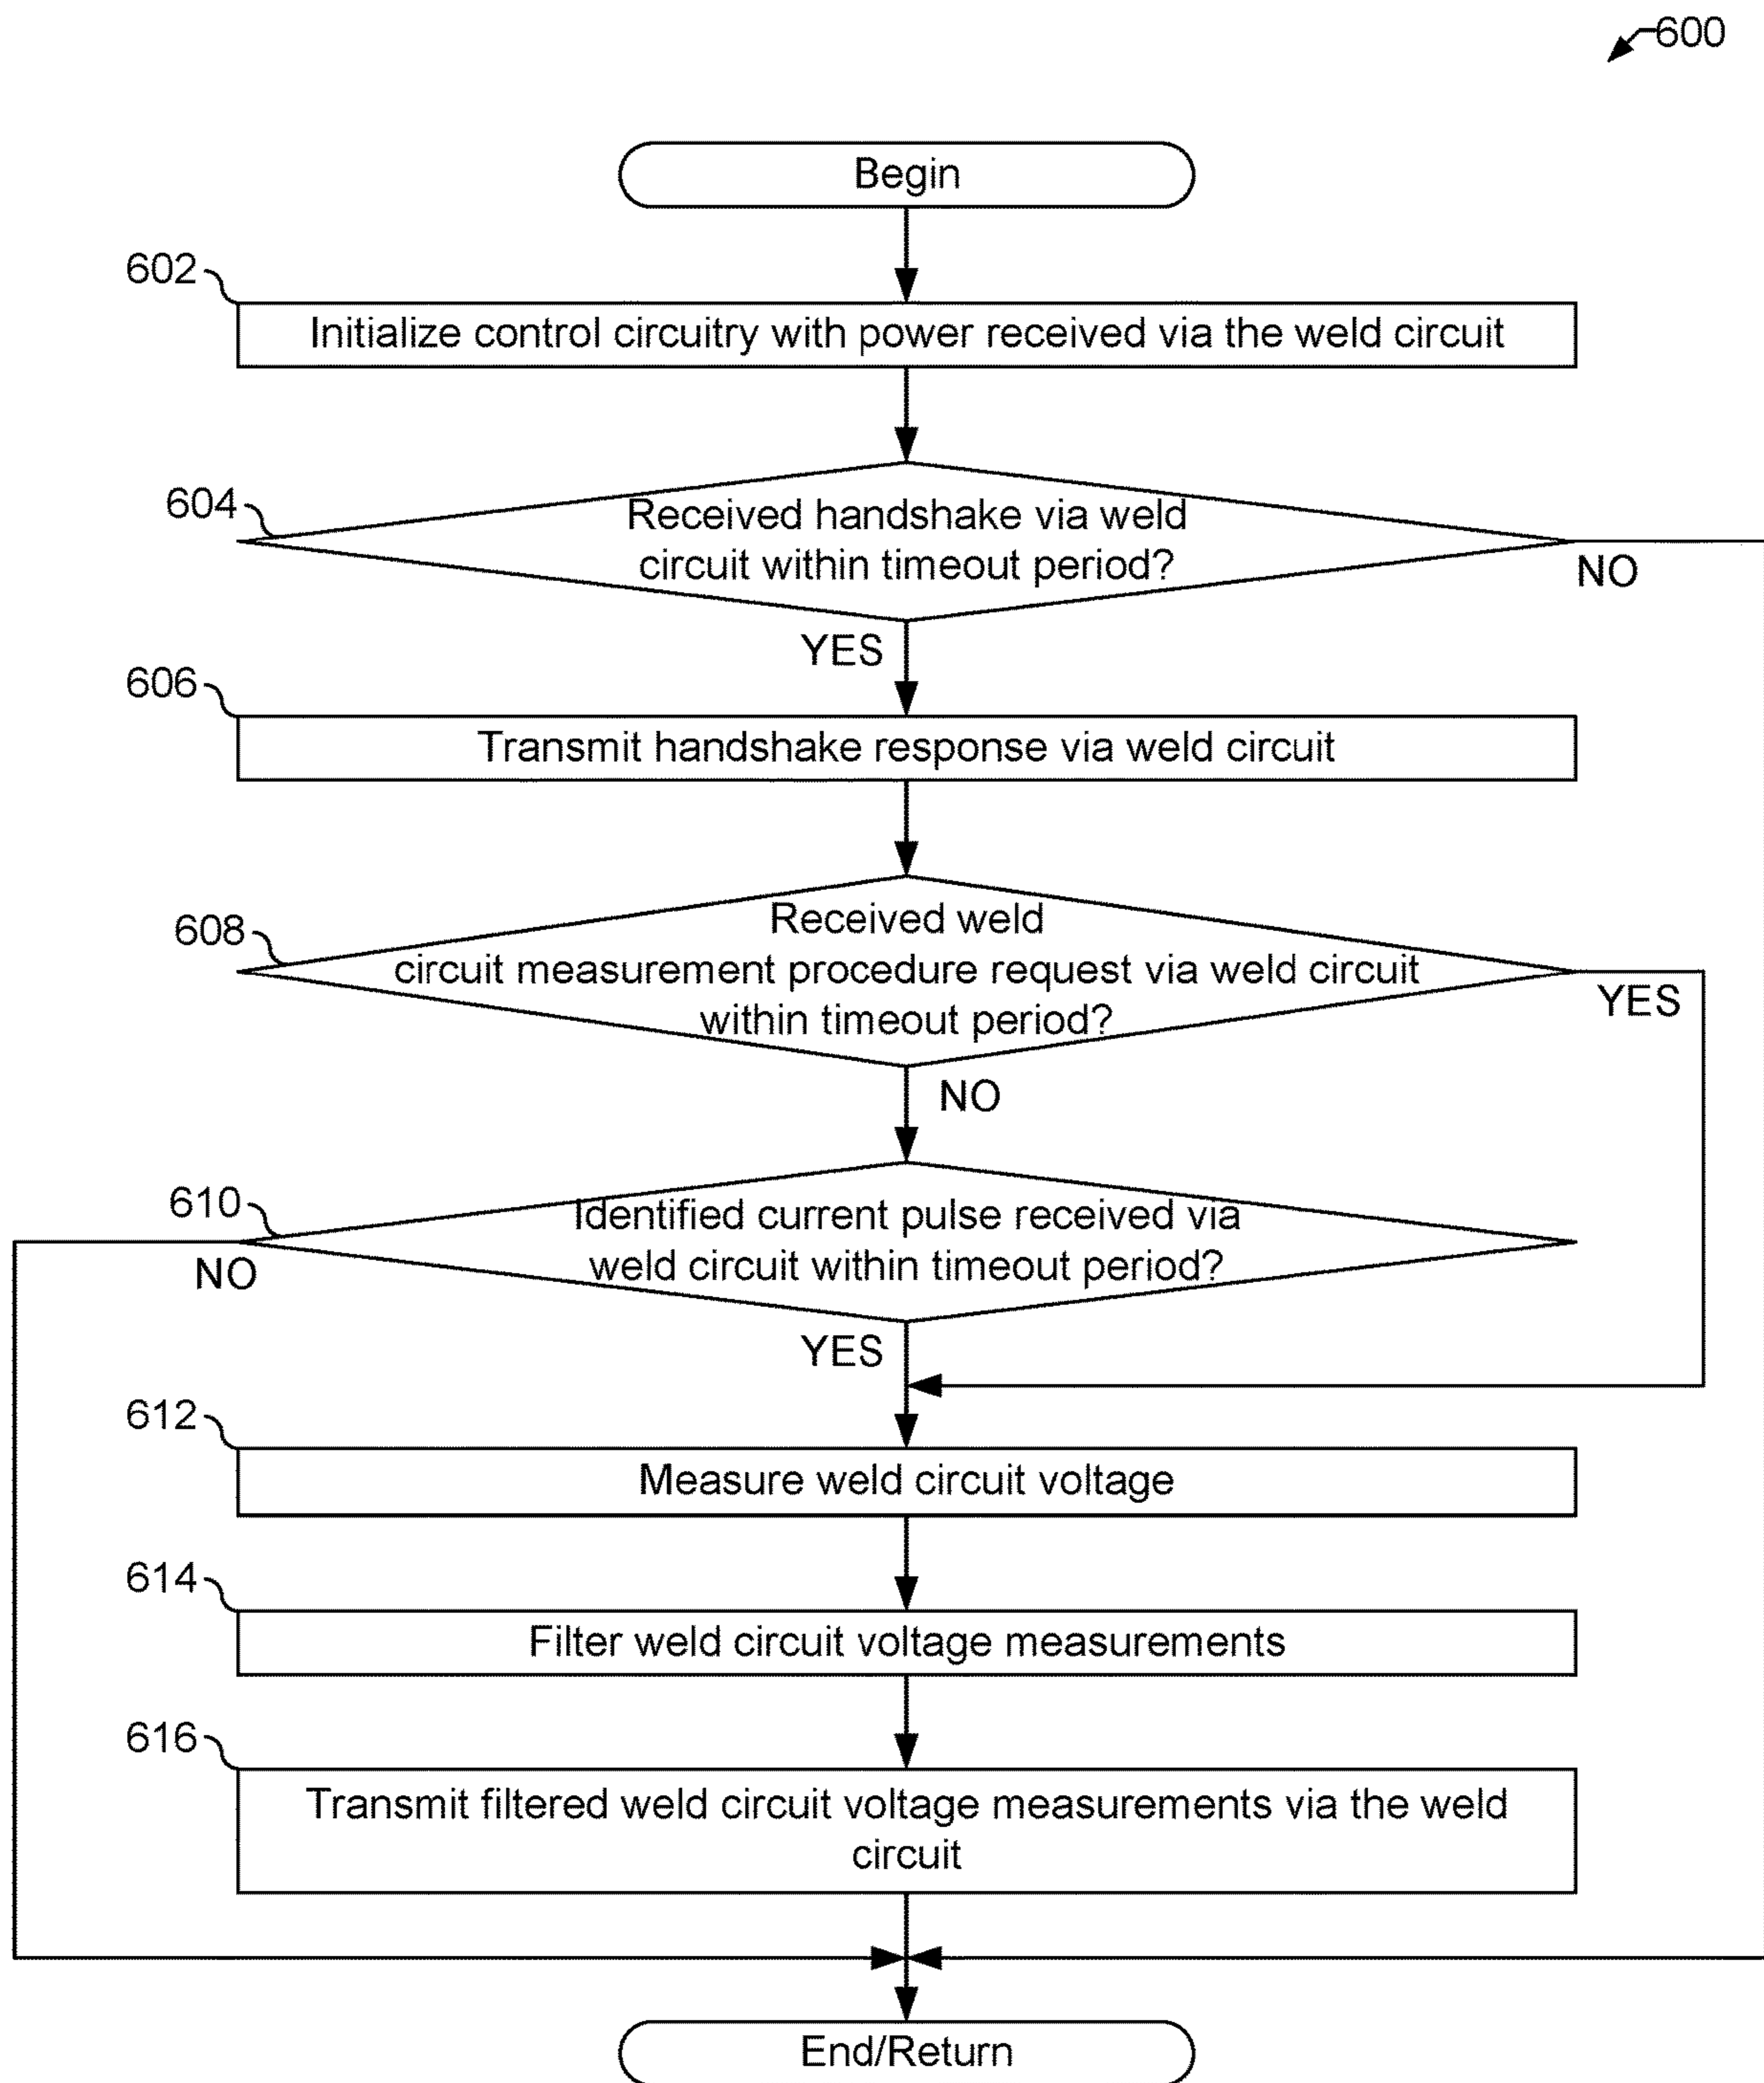 600
Begin
602
Initialize control circuitry with power received via the weld circuit
604
Received handshake via weld
circuit within timeout period?
NO
YES
606
Transmit handshake response via weld circuit
608
Received weld
circuit measurement procedure request via weld circuit
within timeout period?
YES
NO
610
Identified current pulse received via
weld circuit within timeout period?
NO
YES
612
Measure weld circuit voltage
614
Filter weld circuit voltage measurements
616
Transmit filtered weld circuit voltage measurements via the weld
circuit
End/Return